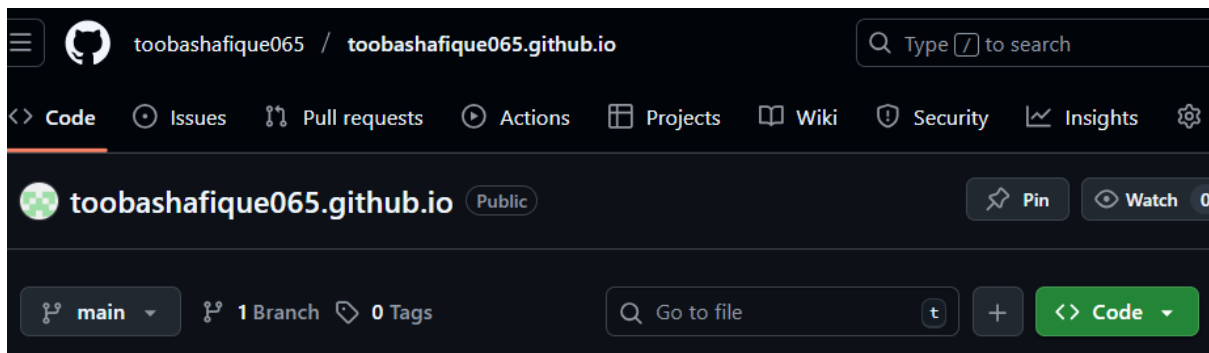 toobashafique065 / toobashafique065.github.io Type / to search
Code Issues Pull requests Actions Projects Wiki Security Insights
toobashafique065.github.io Public Pin Watch 0
main 1 Branch 0 Tags Go to file t + Code